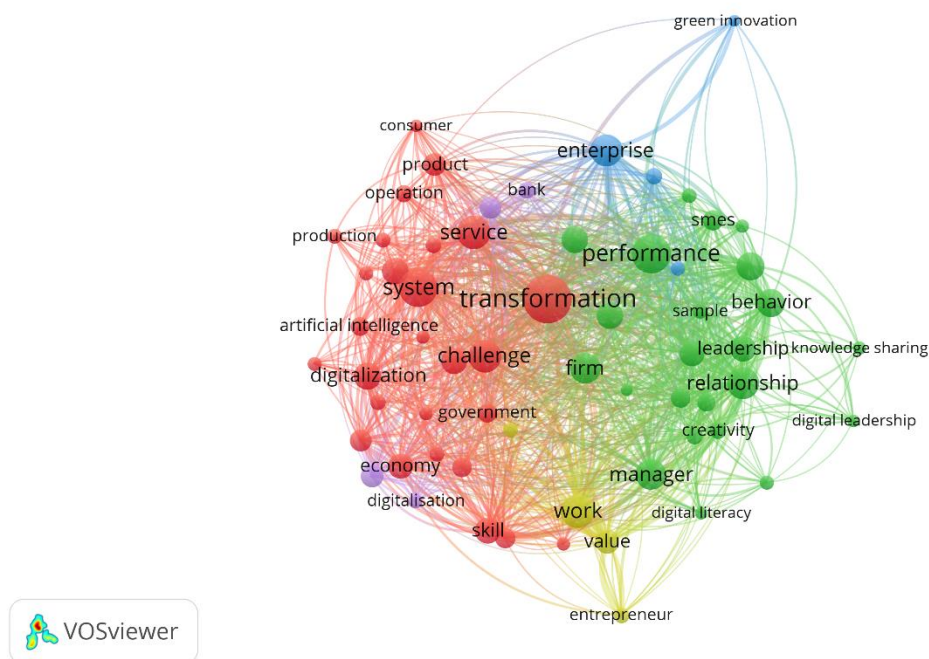 green innovation
consumer
enterprise
product
bank
operation
smes
service
production
performance
system
transformation
behavior
sample
artificial intelligence
leadership
knowledge sharing
challenge
firm
digitalization
relationship
government
digital leadership
creativity
economy
manager
digitalisation
work
digital literacy
skill
value
entrepreneur
VOSviewer